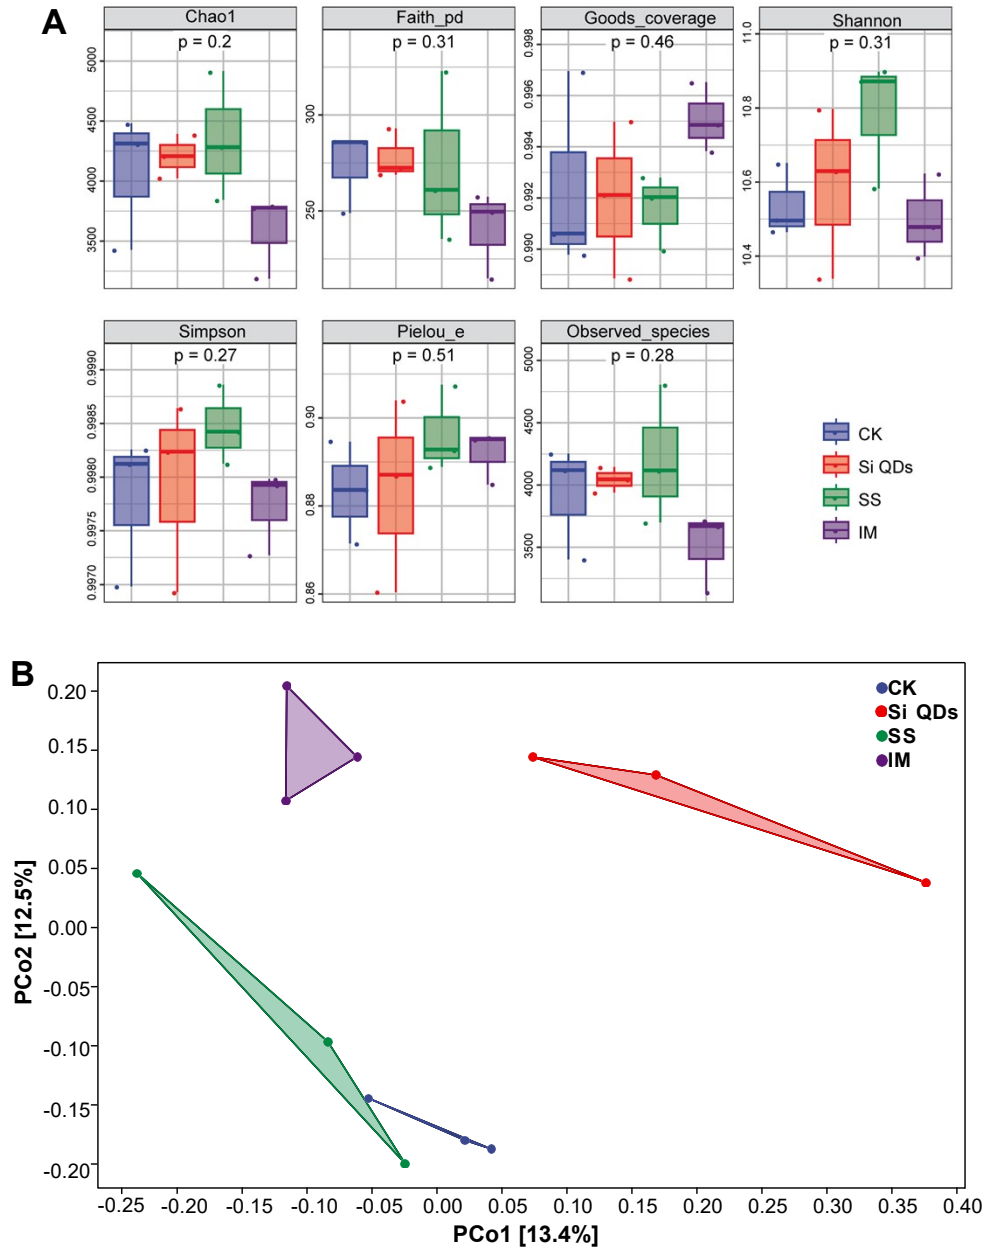 A
Chao1
p = 0.2
5000
4500
4000
3500
Faith_pd
p = 0.31
300
250
Goods_coverage
p = 0.46
0.998
0.996
0.994
0.992
0.990
Shannon
p = 0.31
11.0
10.8
10.6
10.4
Simpson
p = 0.27
0.9990
0.9985
0.9980
0.9975
0.9970
Pielou_e
p = 0.51
0.90
0.88
0.86
Observed_species
p = 0.28
5000
4500
4000
3500
CK
Si QDs
SS
IM
B
CK
Si QDs
SS
IM
0.20
0.15
0.10
0.05
0.00
-0.05
-0.10
-0.15
-0.20
PCo2 [12.5%]
-0.25 -0.20 -0.15 -0.10 -0.05 0.00 0.05 0.10 0.15 0.20 0.25 0.30 0.35 0.40
PCo1 [13.4%]